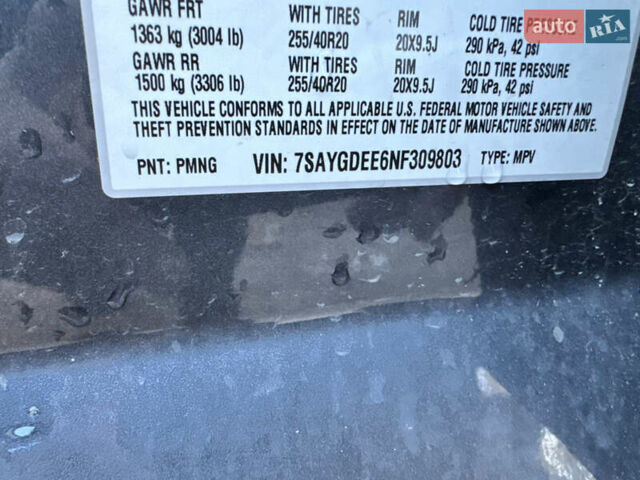 GAWR FRT WITH TIRES RIM COLD TIRE PRESSURE
1363 kg (3004 lb) 255/40R20 20X9.5J 290 kPa, 42 psi
GAWR RR WITH TIRES RIM COLD TIRE PRESSURE
1500 kg (3306 lb) 255/40R20 20X9.5J 290 kPa, 42 psi
THIS VEHICLE CONFORMS TO ALL APPLICABLE U.S. FEDERAL MOTOR VEHICLE SAFETY AND
THEFT PREVENTION STANDARDS IN EFFECT ON THE DATE OF MANUFACTURE SHOWN ABOVE.
PNT: PMNG VIN: 7SAYGDEE6NF309803 TYPE: MPV
auto RIA.com